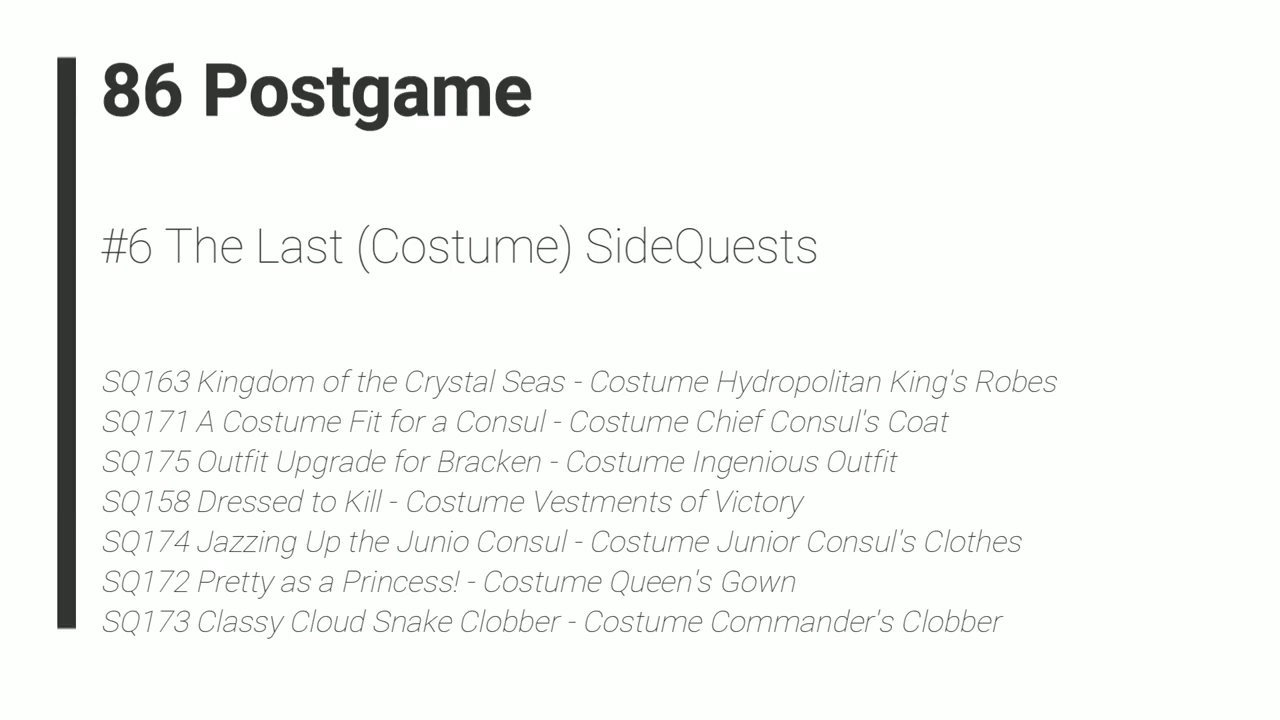 86 Postgame
#6 The Last (Costume) SideQuests
SQ163 Kingdom of the Crystal Seas - Costume Hydropolitan King's Robes
SQ171 A Costume Fit for a Consul - Costume Chief Consul's Coat
SQ175 Outfit Upgrade for Bracken - Costume Ingenious Outfit
SQ158 Dressed to Kill - Costume Vestments of Victory
SQ174 Jazzing Up the Junio Consul - Costume Junior Consul's Clothes
SQ172 Pretty as a Princess! - Costume Queen's Gown
SQ173 Classy Cloud Snake Clobber - Costume Commander's Clobber